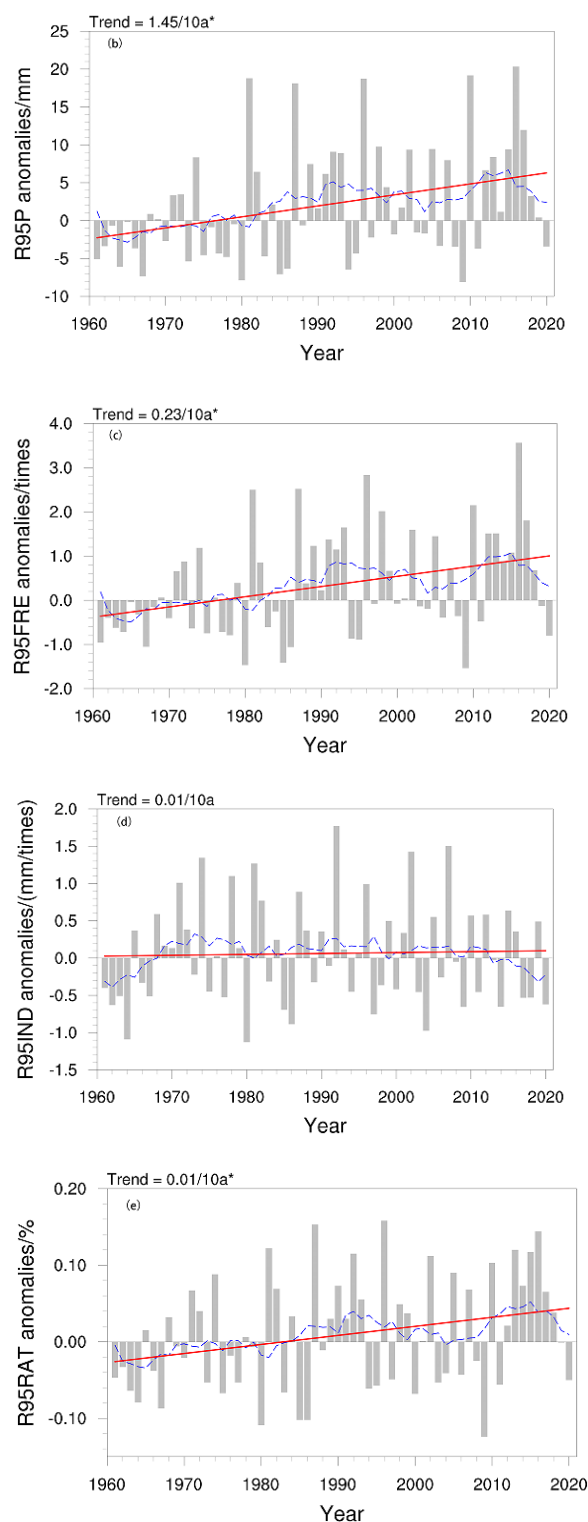 Trend = 1.45/10a*
(b)
25
20
15
10
5
0
-5
-10
R95P anomalies/mm
1960 1970 1980 1990 2000 2010 2020
Year
Trend = 0.23/10a*
(c)
4.0
3.0
2.0
1.0
0.0
-1.0
-2.0
R95FRE anomalies/times
1960 1970 1980 1990 2000 2010 2020
Year
Trend = 0.01/10a
(d)
2.0
1.5
1.0
0.5
0.0
-0.5
-1.0
-1.5
R95IND anomalies/(mm/times)
1960 1970 1980 1990 2000 2010 2020
Year
Trend = 0.01/10a*
(e)
0.20
0.10
0.00
-0.10
R95RAT anomalies/%
1960 1970 1980 1990 2000 2010 2020
Year